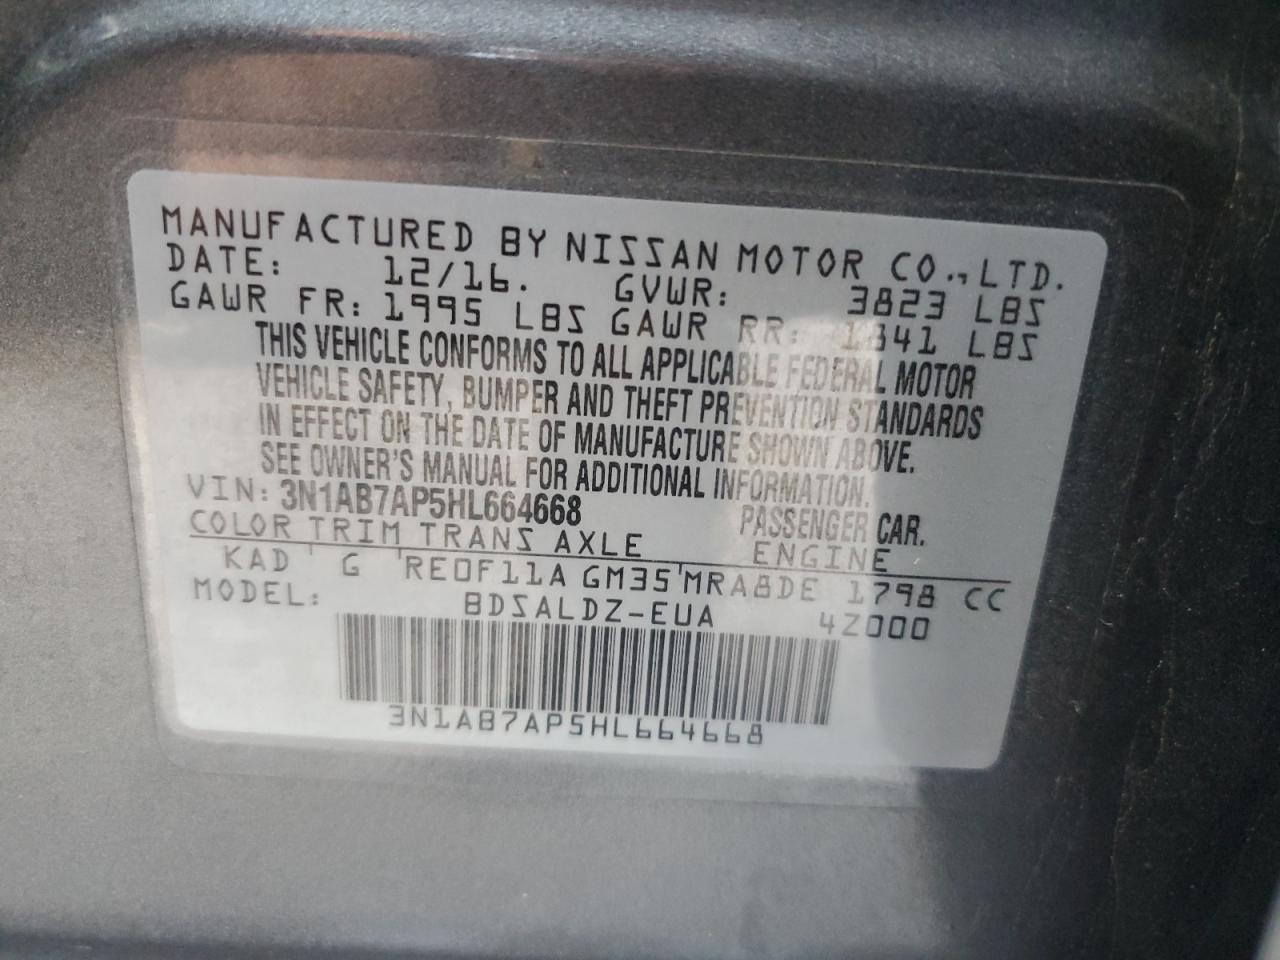 MANUFACTURED BY NISSAN MOTOR CO., LTD.
DATE: 12/16. GVWR: 3823 LBS
GAWR FR: 1995 LBS GAWR RR: 1841 LBS
THIS VEHICLE CONFORMS TO ALL APPLICABLE FEDERAL MOTOR
VEHICLE SAFETY, BUMPER AND THEFT PREVENTION STANDARDS
IN EFFECT ON THE DATE OF MANUFACTURE SHOWN ABOVE.
SEE OWNER'S MANUAL FOR ADDITIONAL INFORMATION.
VIN: 3N1AB7AP5HL664668 PASSENGER CAR.
COLOR TRIM TRANS AXLE ENGINE
KAD G RE0F11A GM35 MRA8DE 1798 CC
MODEL: BDSALDZ-EUA 4Z000
3N1AB7AP5HL664668